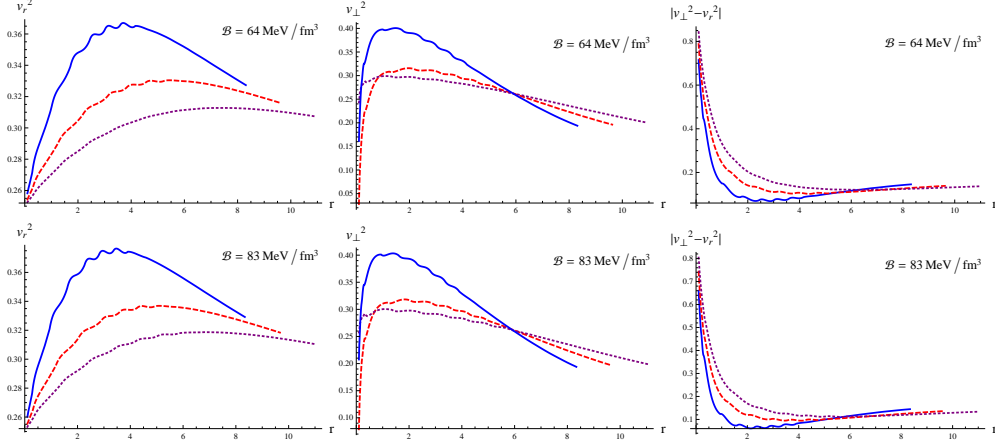 v_r^2
ℬ = 64 MeV / fm^3
0.36
0.34
0.32
0.30
0.28
0.26
2 4 6 8 10 r
v_⊥^2
ℬ = 64 MeV / fm^3
0.40
0.35
0.30
0.25
0.20
0.15
0.10
0.05
2 4 6 8 10 r
|v_⊥^2−v_r^2|
ℬ = 64 MeV / fm^3
0.8
0.6
0.4
0.2
2 4 6 8 10 r
v_r^2
ℬ = 83 MeV / fm^3
0.36
0.34
0.32
0.30
0.28
0.26
2 4 6 8 10 r
v_⊥^2
ℬ = 83 MeV / fm^3
0.40
0.35
0.30
0.25
0.20
0.15
0.10
2 4 6 8 10 r
|v_⊥^2−v_r^2|
ℬ = 83 MeV / fm^3
0.8
0.7
0.6
0.5
0.4
0.3
0.2
0.1
2 4 6 8 10 r